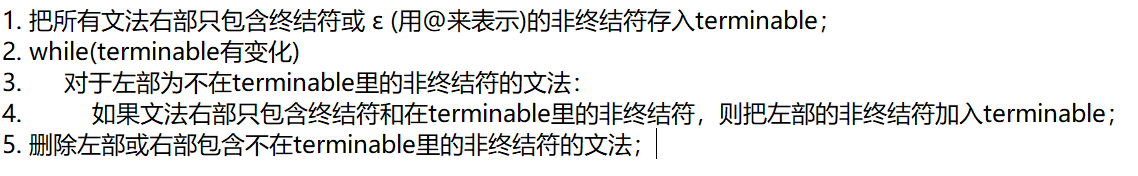 1. 把所有文法右部只包含终结符或 ε (用@来表示)的非终结符存入terminable；
2. while(terminable有变化)
3. 对于左部为不在terminable里的非终结符的文法：
4. 如果文法右部只包含终结符和在terminable里的非终结符，则把左部的非终结符加入terminable；
5. 删除左部或右部包含不在terminable里的非终结符的文法；